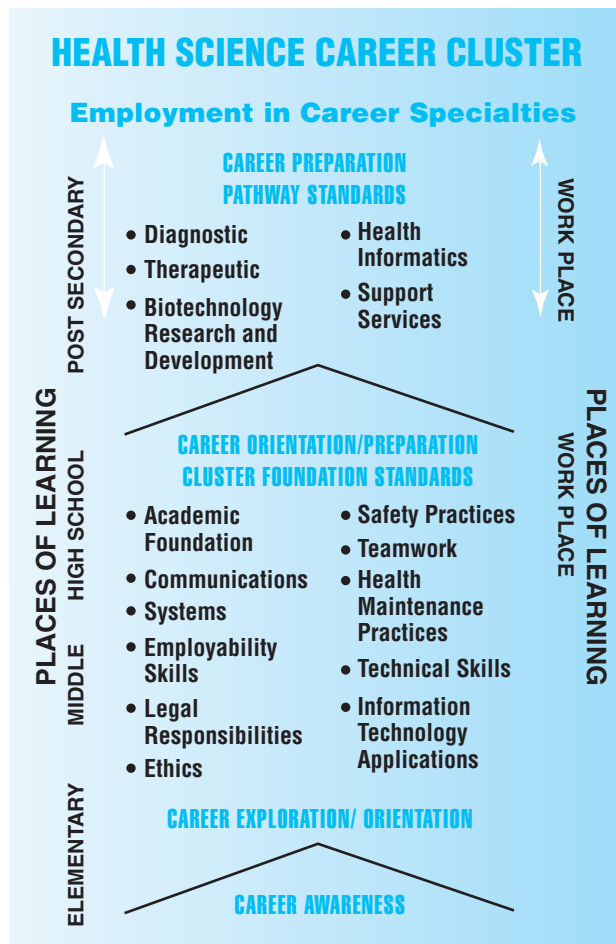 HEALTH SCIENCE CAREER CLUSTER
Employment in Career Specialties
CAREER PREPARATION
PATHWAY STANDARDS
• Diagnostic
• Therapeutic
• Biotechnology
Research and
Development
• Health
Informatics
• Support
Services
CAREER ORIENTATION/PREPARATION
CLUSTER FOUNDATION STANDARDS
• Academic
Foundation
• Communications
• Systems
• Employability
Skills
• Legal
Responsibilities
• Ethics
• Safety Practices
• Teamwork
• Health
Maintenance
Practices
• Technical Skills
• Information
Technology
Applications
CAREER EXPLORATION/ ORIENTATION
CAREER AWARENESS
PLACES OF LEARNING
POST SECONDARY
HIGH SCHOOL
MIDDLE
ELEMENTARY
WORK PLACE
WORK PLACE
PLACES OF LEARNING